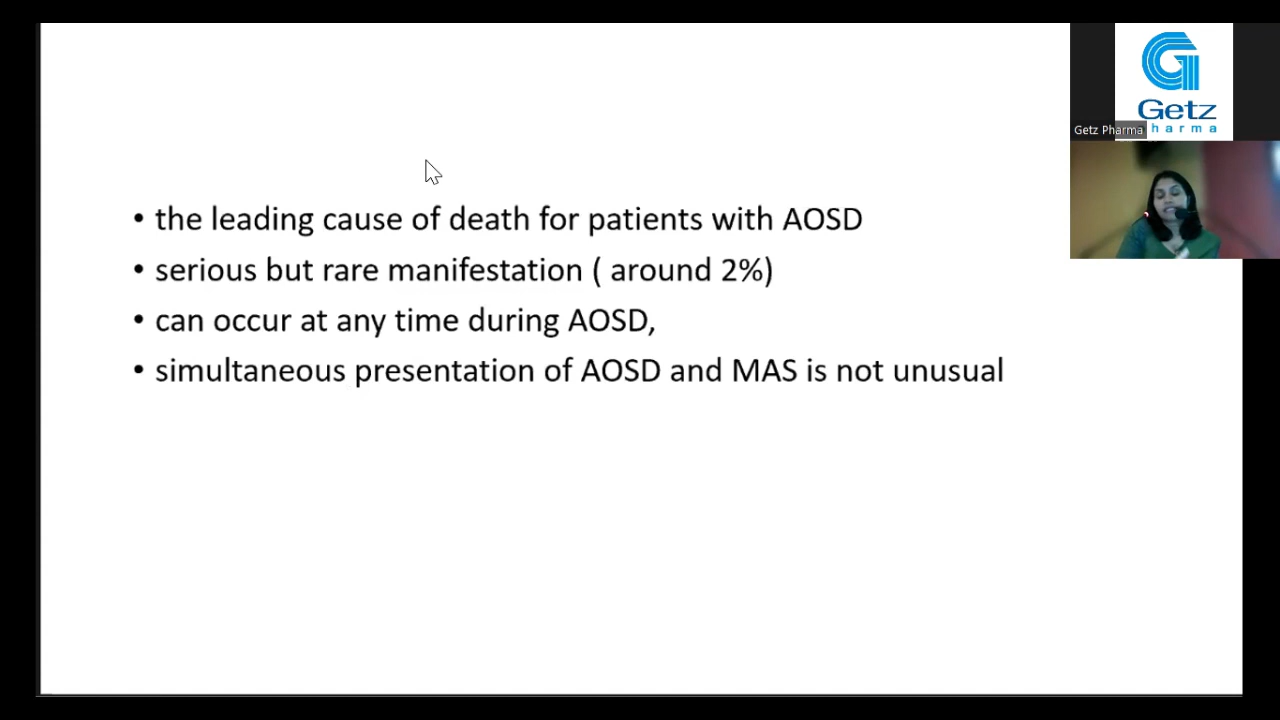 Getz
Getz Pharma
harma
• the leading cause of death for patients with AOSD
• serious but rare manifestation ( around 2%)
• can occur at any time during AOSD,
• simultaneous presentation of AOSD and MAS is not unusual